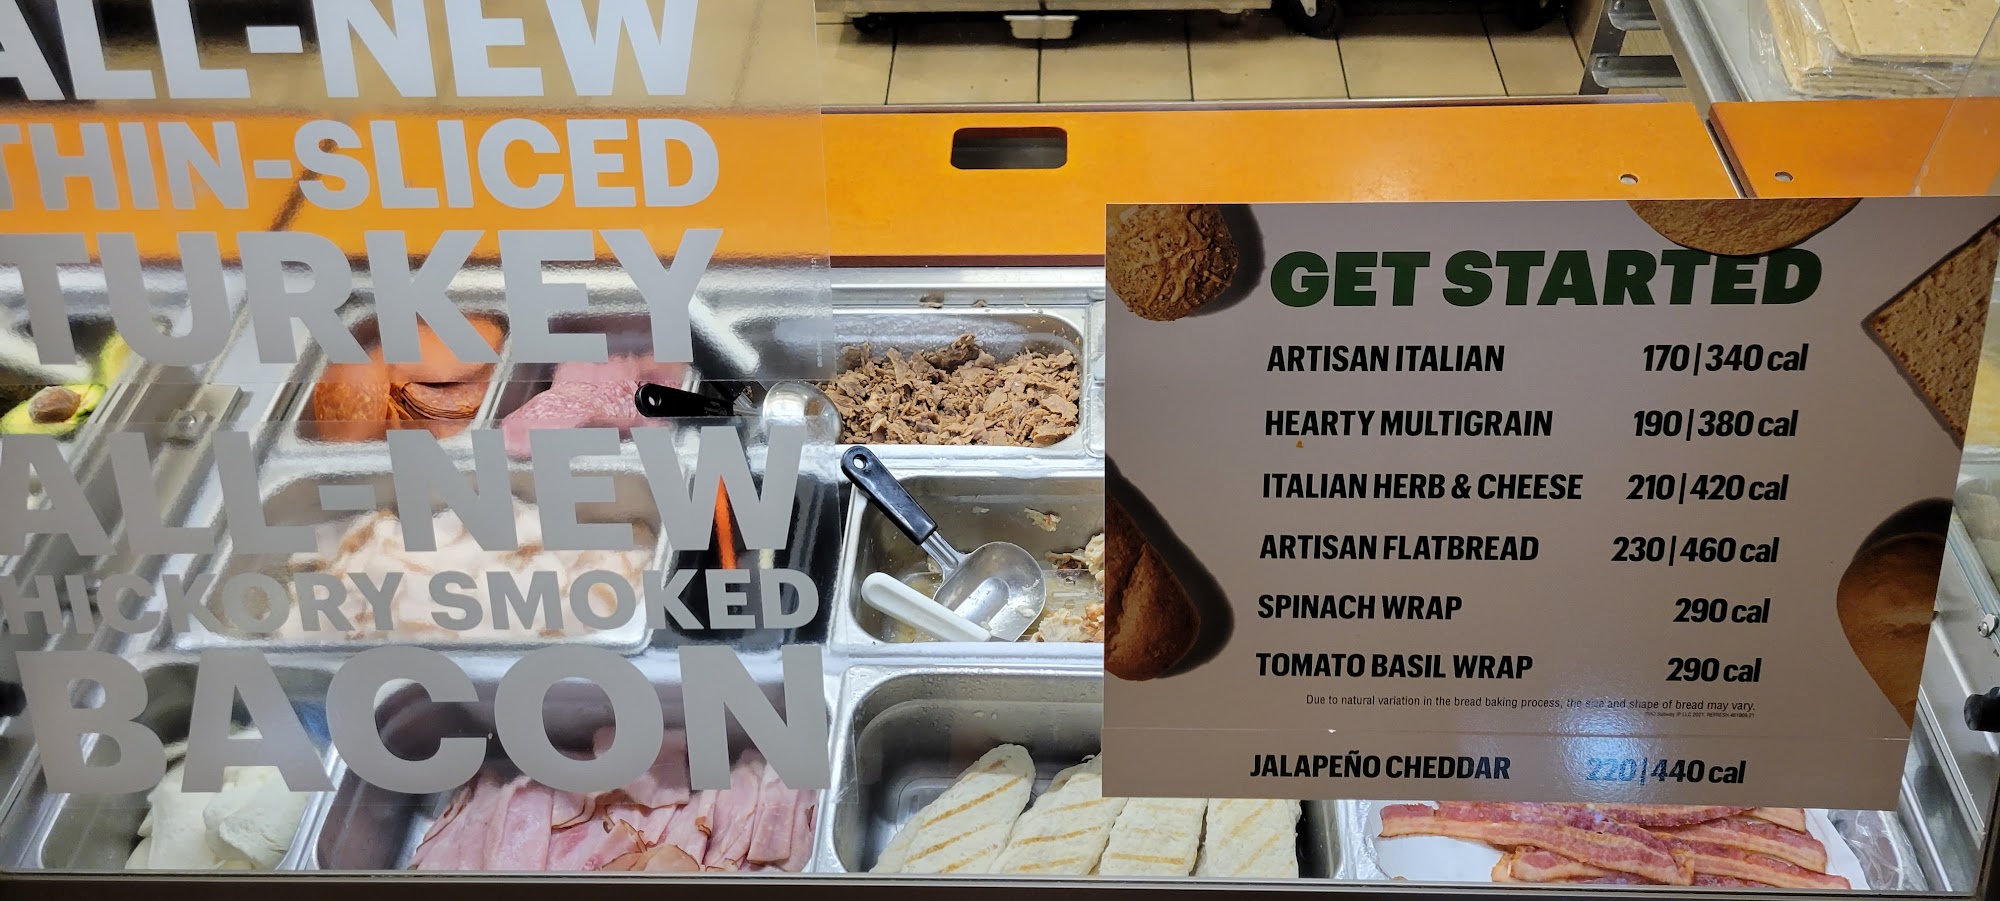 ALL-NEW
THIN-SLICED
TURKEY
ALL-NEW
HICKORY SMOKED
BACON
GET STARTED
ARTISAN ITALIAN 170|340 cal
HEARTY MULTIGRAIN 190|380 cal
ITALIAN HERB & CHEESE 210|420 cal
ARTISAN FLATBREAD 230|460 cal
SPINACH WRAP 290 cal
TOMATO BASIL WRAP 290 cal
Due to natural variation in the bread baking process, the size and shape of bread may vary.
JALAPEÑO CHEDDAR 220|440 cal